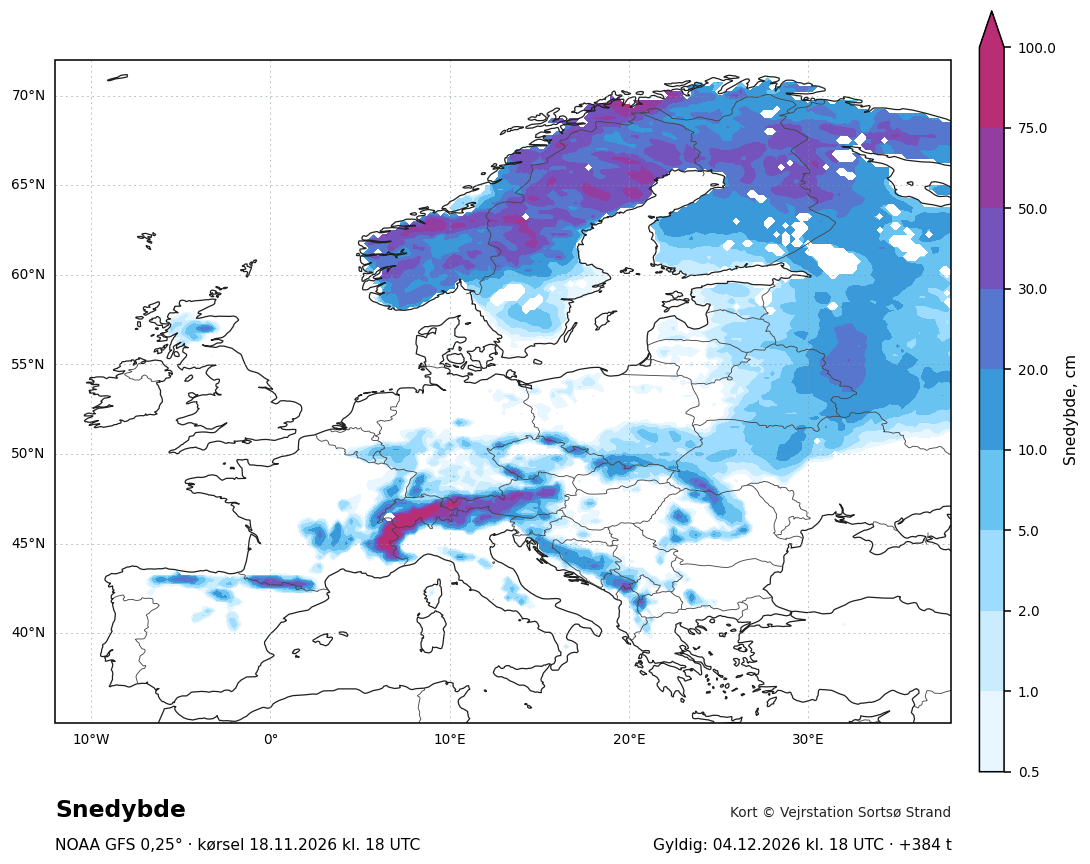 100.0
75.0
50.0
30.0
20.0
10.0
5.0
2.0
1.0
0.5
Snedybde, cm
70°N
65°N
60°N
55°N
50°N
45°N
40°N
10°W
0°
10°E
20°E
30°E
Snedybde
Kort © Vejrstation Sortsø Strand
NOAA GFS 0,25° · kørsel 18.11.2026 kl. 18 UTC
Gyldig: 04.12.2026 kl. 18 UTC · +384 t